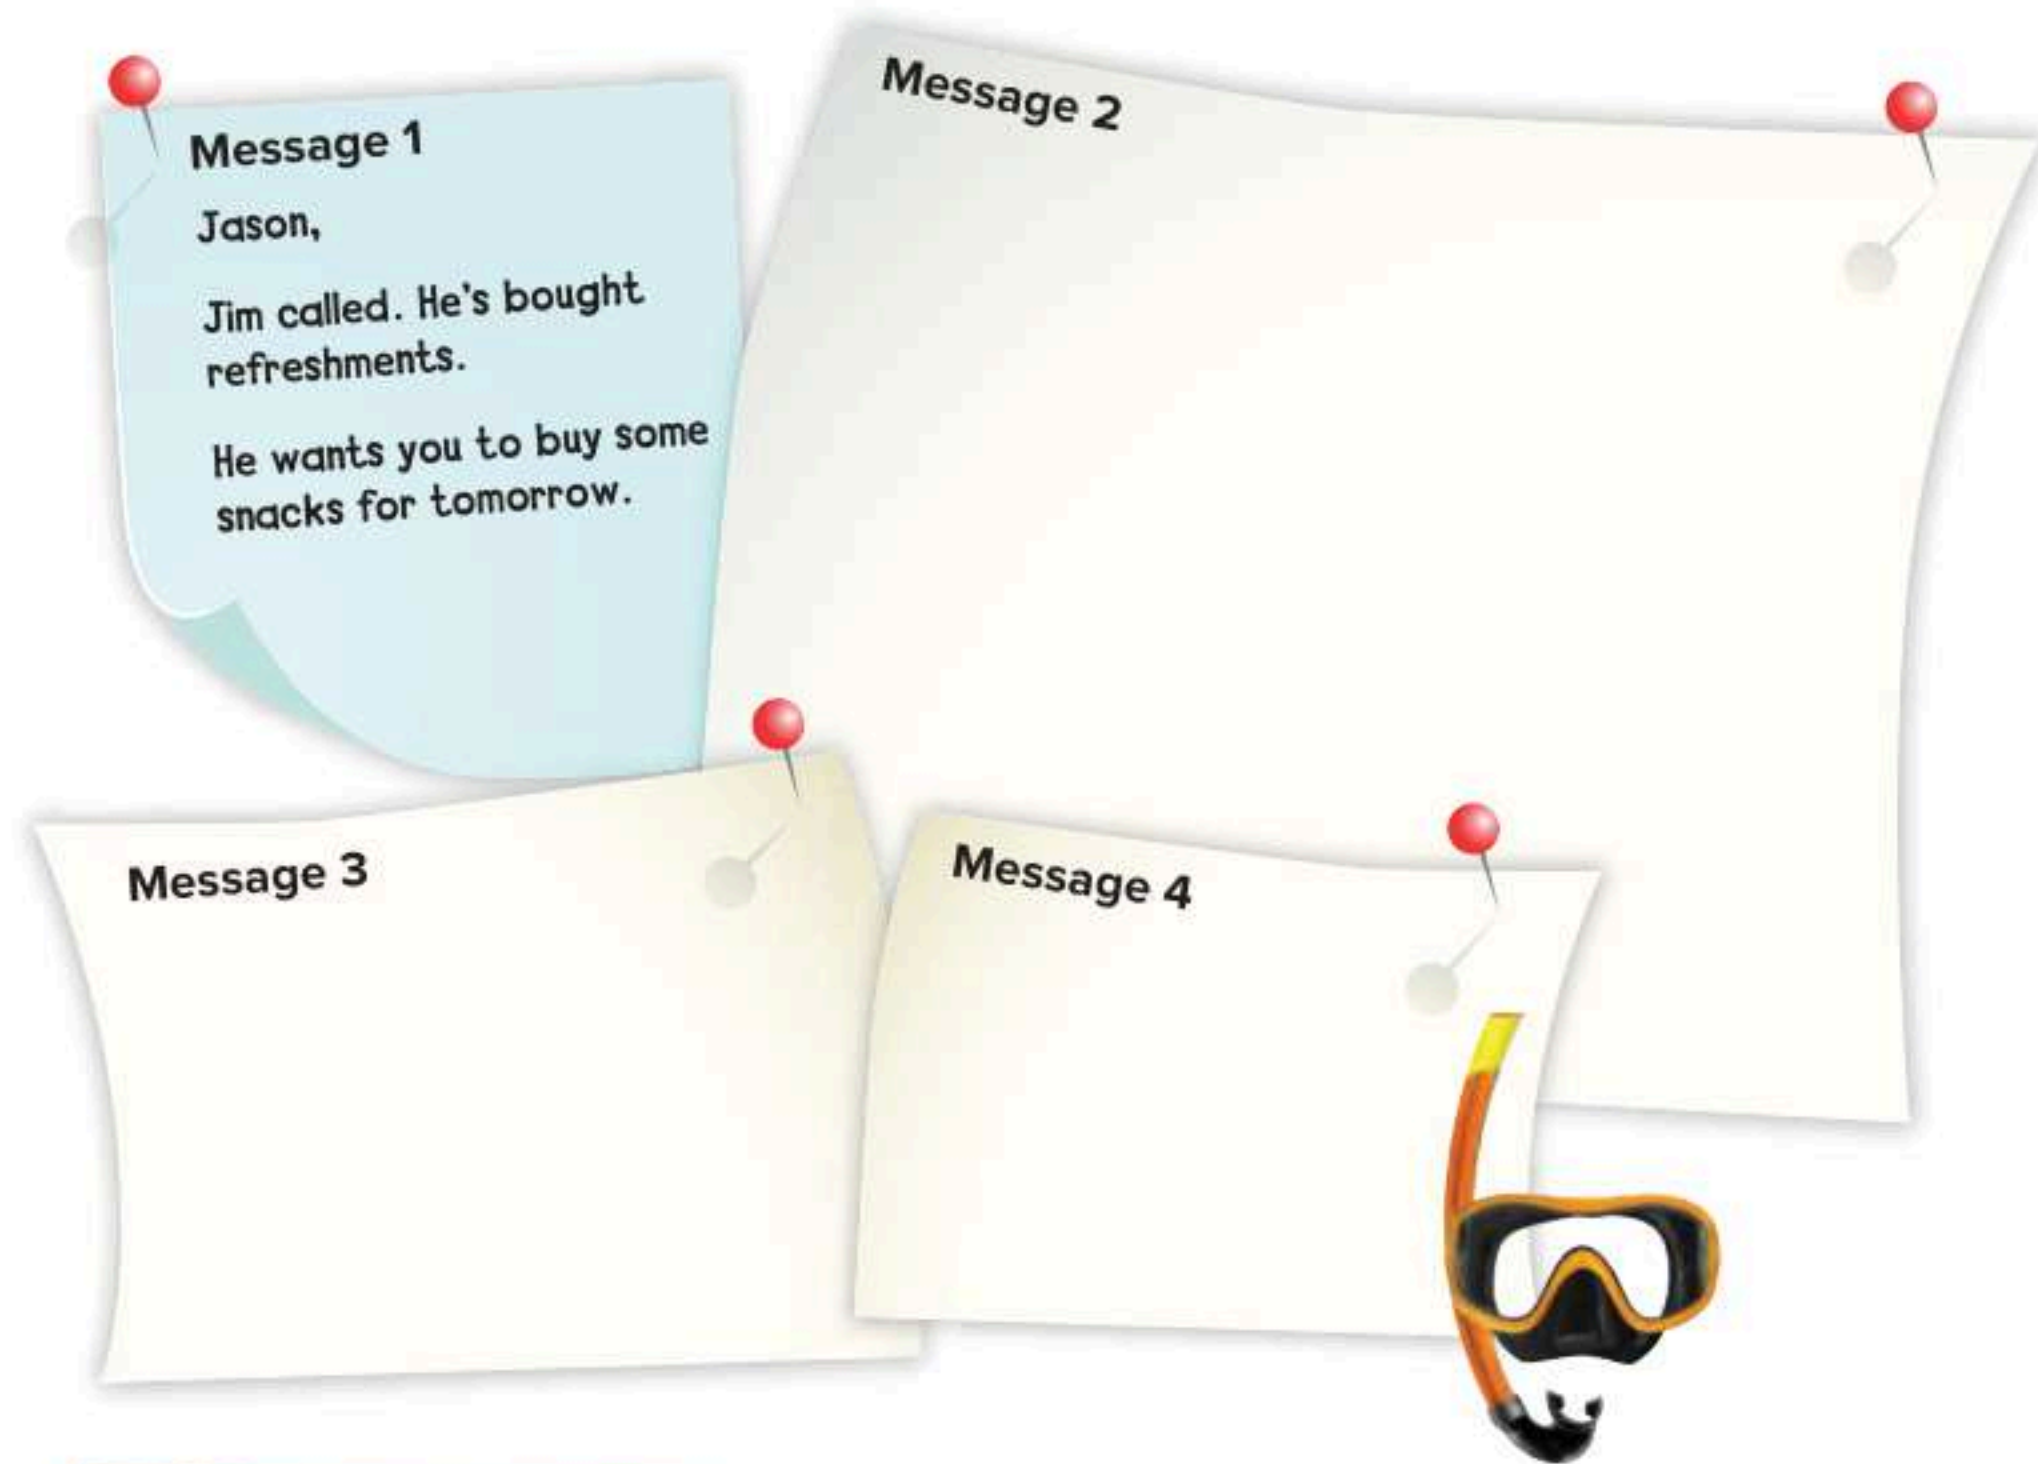 Message 1
Jason,
Jim called. He's bought
refreshments.
He wants you to buy some
snacks for tomorrow.
Message 2
Message 3
Message 4